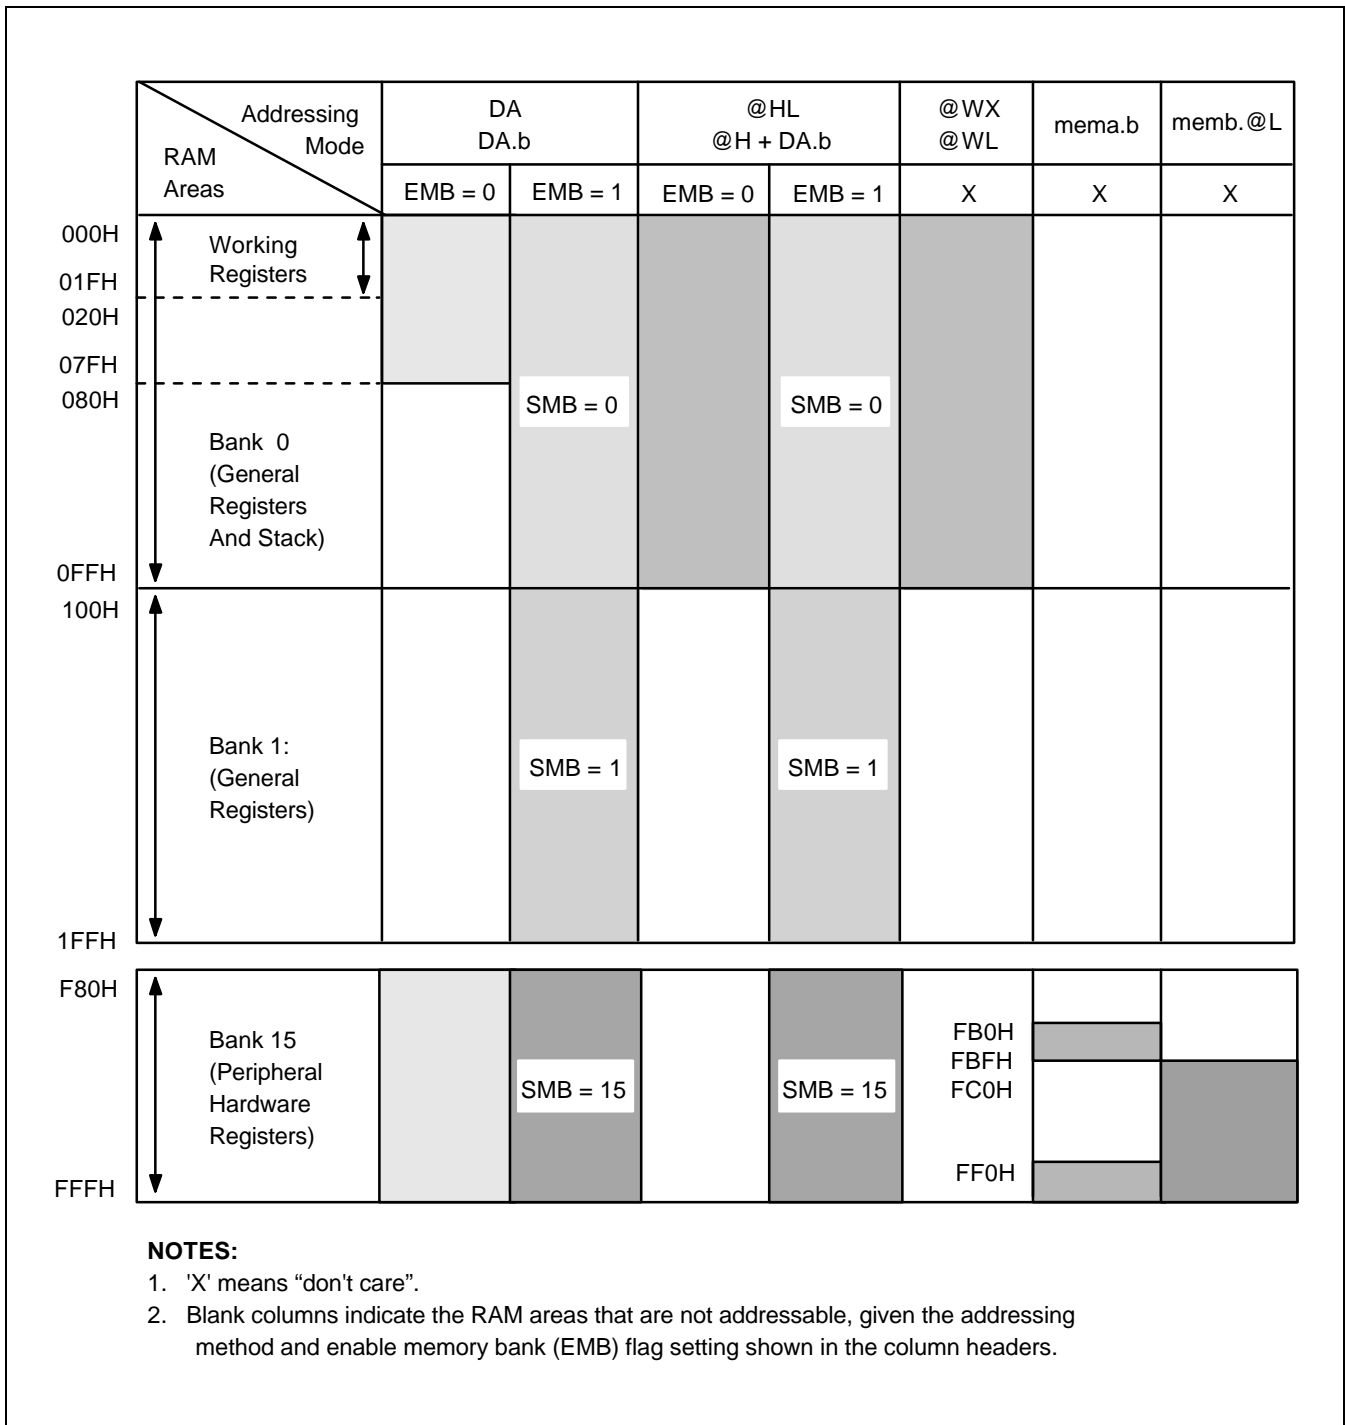 Addressing
Mode
RAM
Areas
DA
DA.b
@HL
@H + DA.b
@WX
@WL
mema.b
memb.@L
EMB = 0
EMB = 1
EMB = 0
EMB = 1
X
X
X
000H
Working
Registers
01FH
020H
07FH
080H
SMB = 0
SMB = 0
Bank 0
(General
Registers
And Stack)
0FFH
100H
Bank 1:
(General
Registers)
SMB = 1
SMB = 1
1FFH
F80H
Bank 15
(Peripheral
Hardware
Registers)
SMB = 15
SMB = 15
FB0H
FBFH
FC0H
FF0H
FFFH
NOTES:
1. 'X' means “don't care”.
2. Blank columns indicate the RAM areas that are not addressable, given the addressing
method and enable memory bank (EMB) flag setting shown in the column headers.